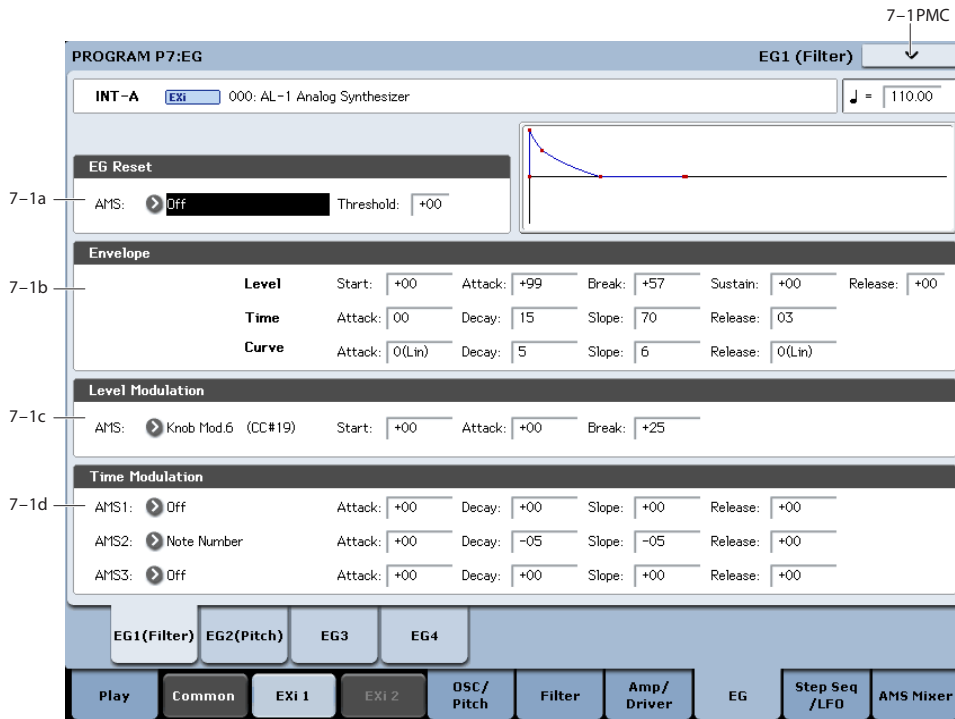 7–1PMC
PROGRAM P7:EG EG1 (Filter)
INT-A EXi 000: AL-1 Analog Synthesizer ♩ = 110.00
EG Reset
7–1a AMS: Off Threshold: +00
Envelope
7–1b Level Start: +00 Attack: +99 Break: +57 Sustain: +00 Release: +00
Time Attack: 00 Decay: 15 Slope: 70 Release: 03
Curve Attack: 0(Lin) Decay: 5 Slope: 6 Release: 0(Lin)
Level Modulation
7–1c AMS: Knob Mod.6 (CC#19) Start: +00 Attack: +00 Break: +25
Time Modulation
7–1d AMS1: Off Attack: +00 Decay: +00 Slope: +00 Release: +00
AMS2: Note Number Attack: +00 Decay: -05 Slope: -05 Release: +00
AMS3: Off Attack: +00 Decay: +00 Slope: +00 Release: +00
EG1(Filter) EG2(Pitch) EG3 EG4
Play Common EXi 1 EXi 2 OSC/ Pitch Filter Amp/ Driver EG Step Seq /LFO AMS Mixer